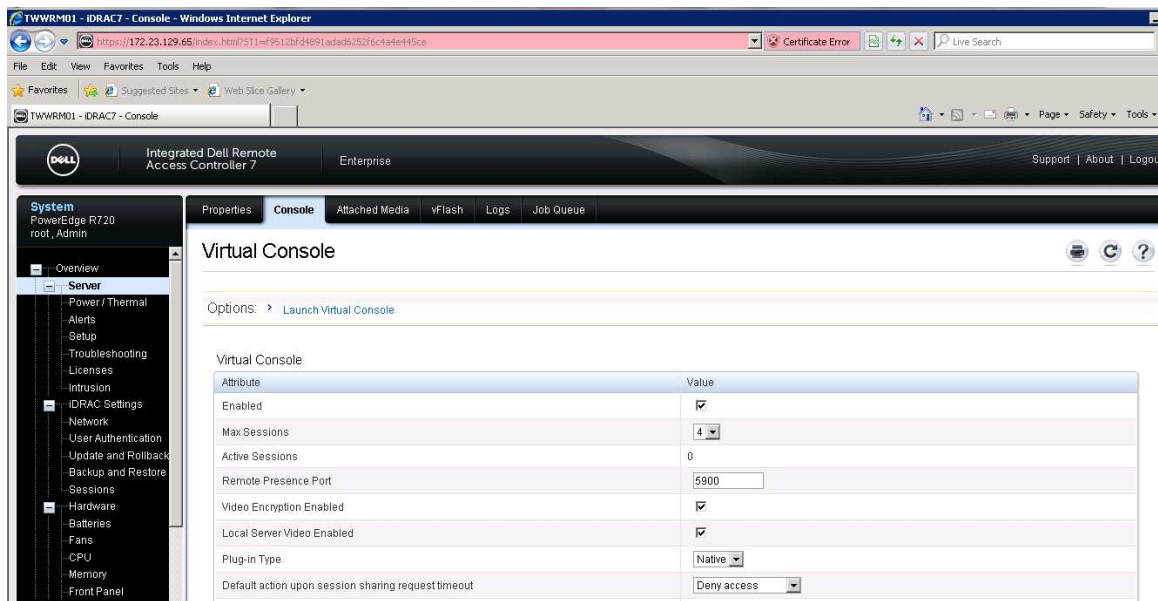 TWWRM01 - iDRAC7 - Console - Windows Internet Explorer
https://172.23.129.65/index.html?ST1=f9512bfd4891adad6252f6c4a4e445ce
Certificate Error
Live Search
File Edit View Favorites Tools Help
Favorites Suggested Sites Web Slice Gallery
TWWRM01 - iDRAC7 - Console
Page Safety Tools
DELL
Integrated Dell Remote
Access Controller 7
Enterprise
Support | About | Logou
System
PowerEdge R720
root , Admin
Overview
Server
Power / Thermal
Alerts
Setup
Troubleshooting
Licenses
Intrusion
iDRAC Settings
Network
User Authentication
Update and Rollback
Backup and Restore
Sessions
Hardware
Batteries
Fans
CPU
Memory
Front Panel
Properties Console Attached Media vFlash Logs Job Queue
Virtual Console
Options: Launch Virtual Console
Virtual Console
Attribute Value
Enabled
Max Sessions 4
Active Sessions 0
Remote Presence Port 5900
Video Encryption Enabled
Local Server Video Enabled
Plug-in Type Native
Default action upon session sharing request timeout Deny access